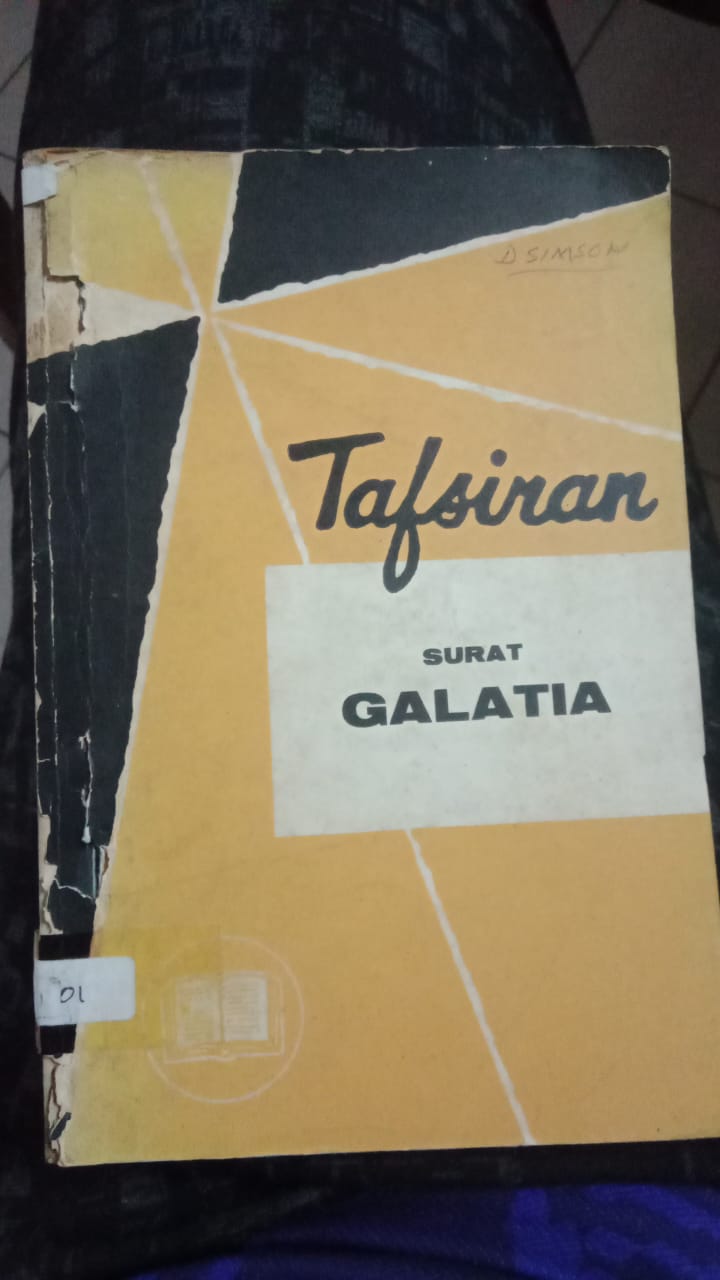 D SIMSON
Tafsiran
SURAT
GALATIA
01